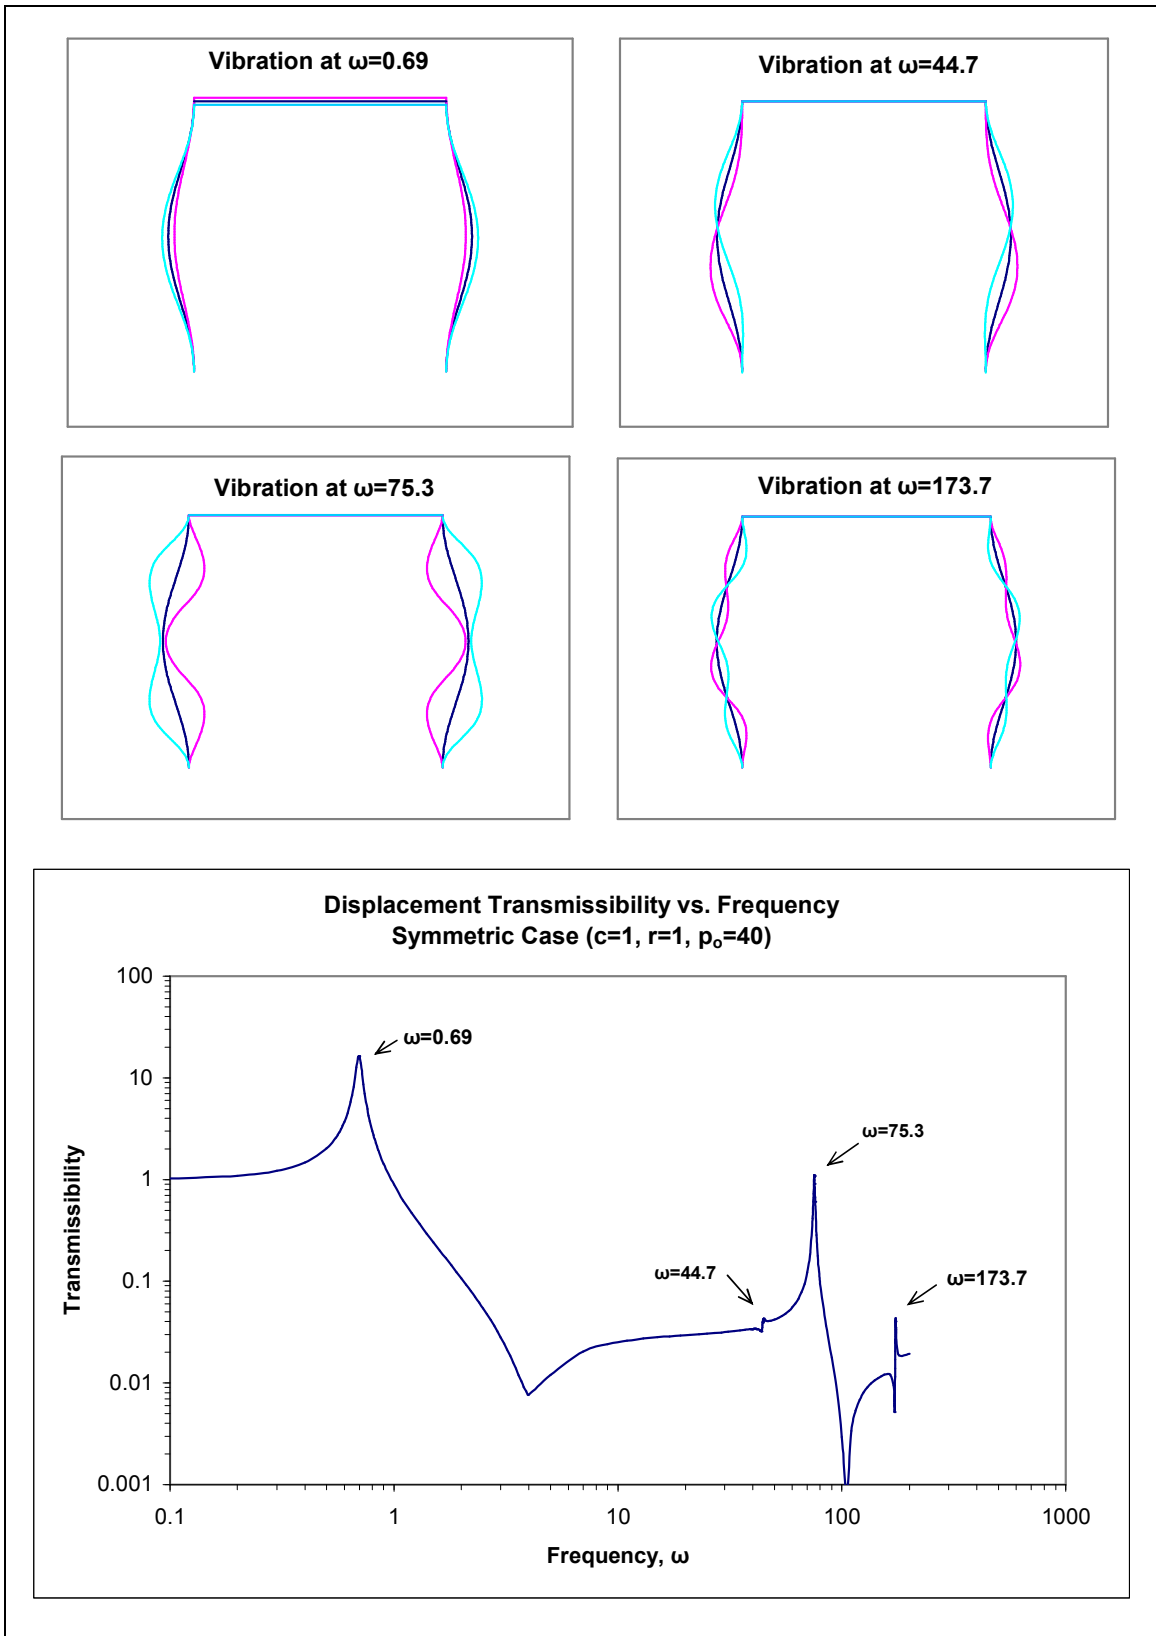 Vibration at ω=0.69
Vibration at ω=44.7
Vibration at ω=75.3
Vibration at ω=173.7
Displacement Transmissibility vs. Frequency
Symmetric Case (c=1, r=1, pₒ=40)
100
10
1
0.1
0.01
0.001
Transmissibility
ω=0.69
ω=75.3
ω=44.7
ω=173.7
0.1
1
10
100
1000
Frequency, ω